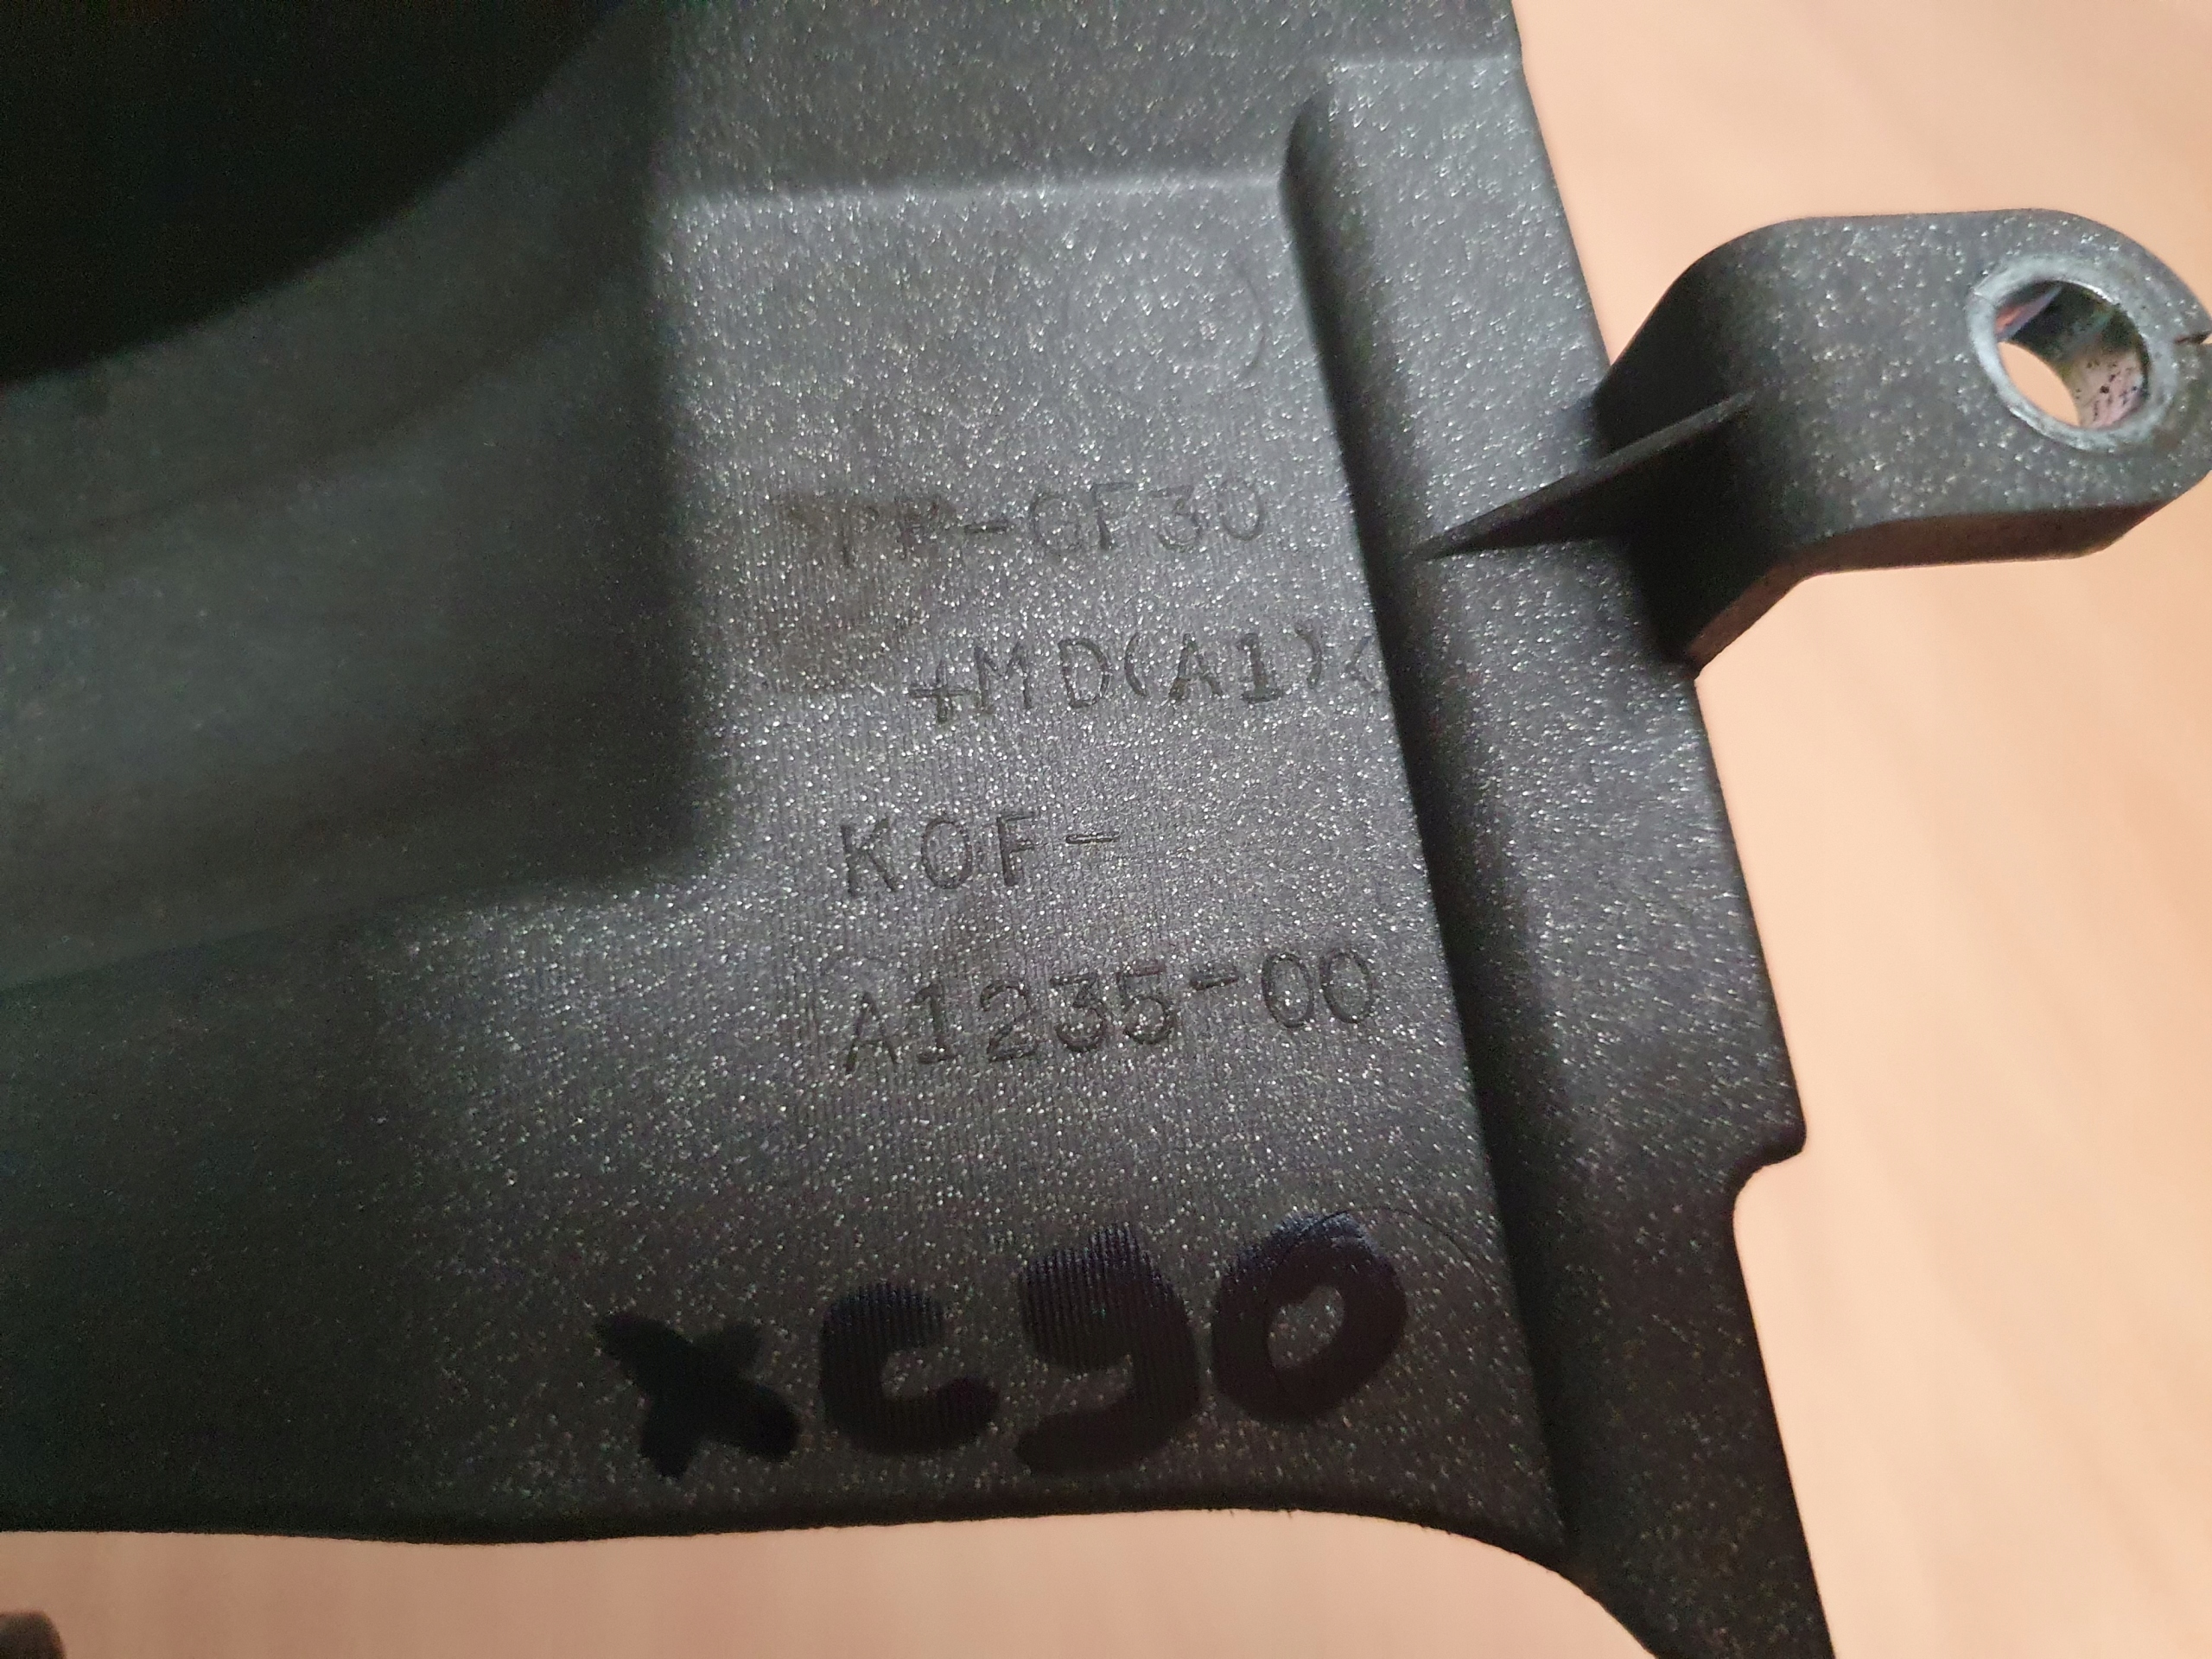 >PP-GF30
+MD(A1)<
KOF-
A1235-00
xc90